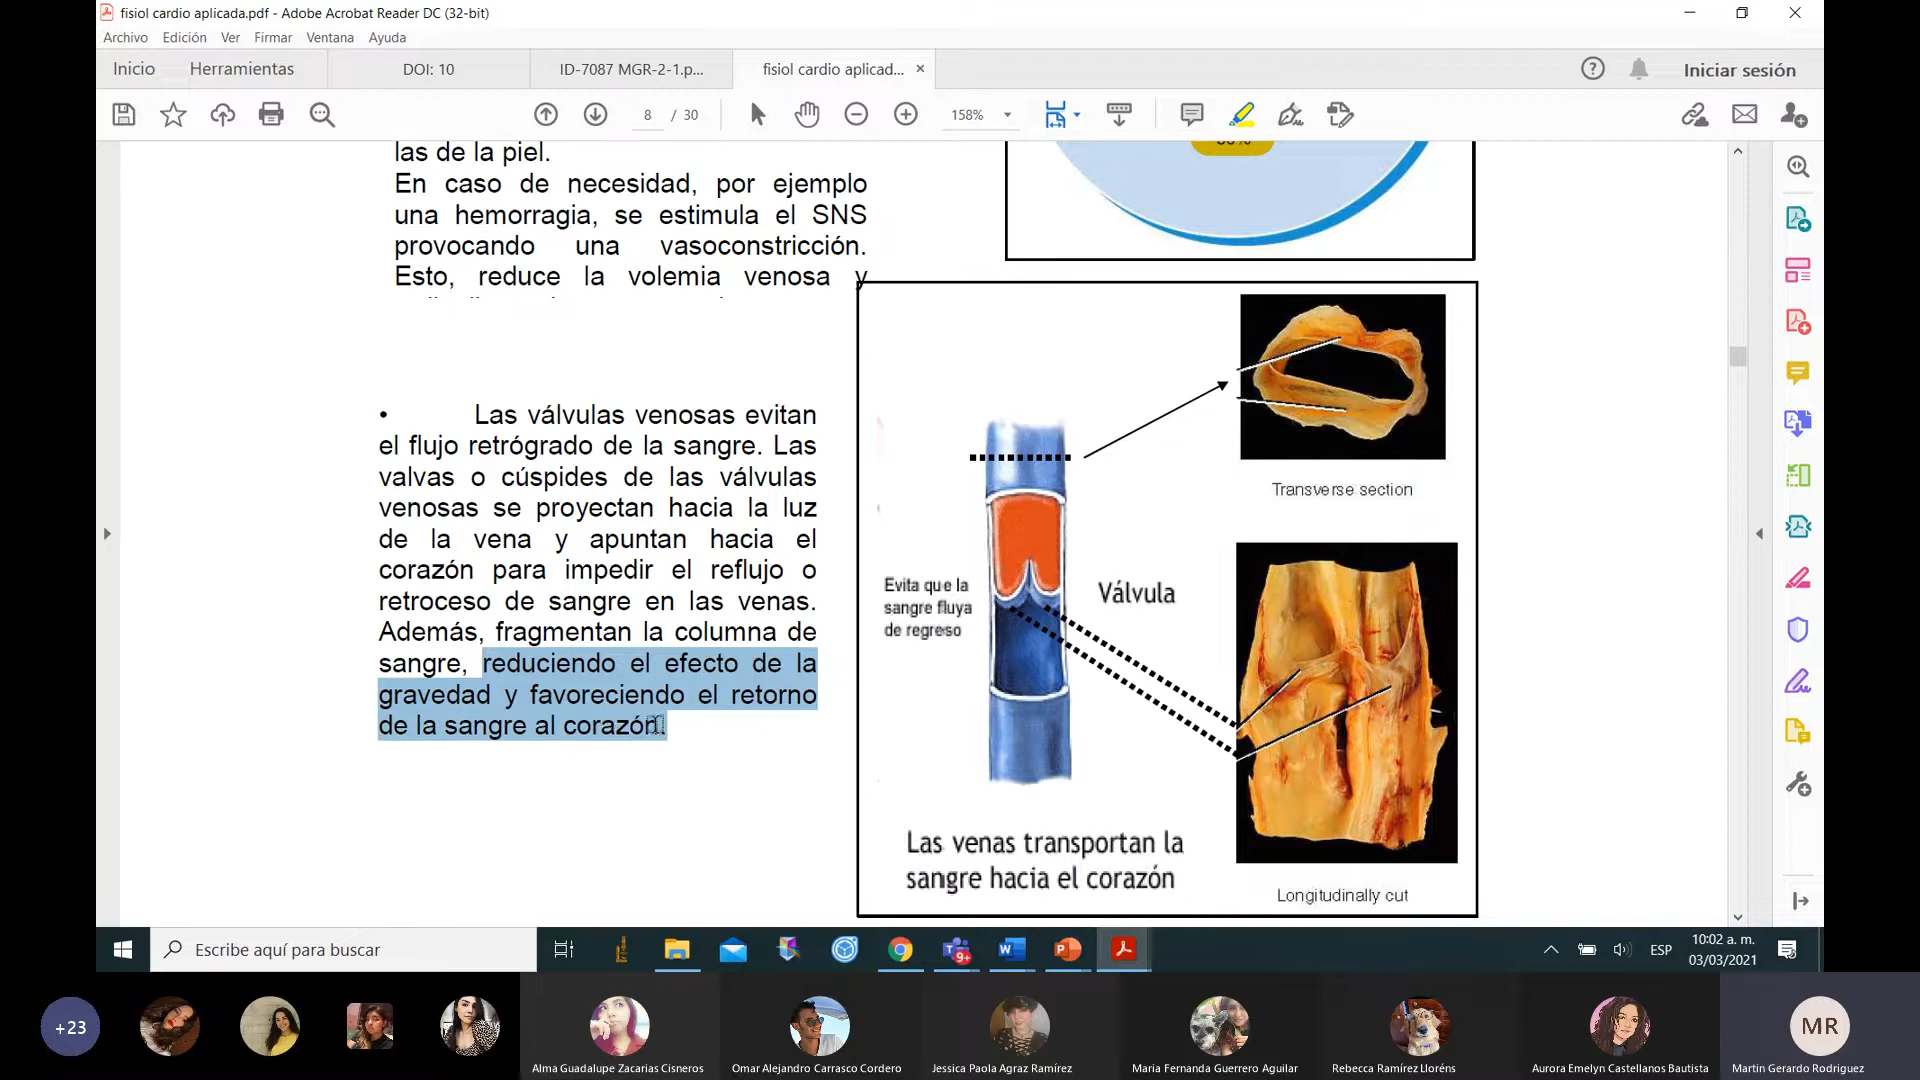 fisiol cardio aplicada.pdf - Adobe Acrobat Reader DC (32-bit)
Archivo Edición Ver Firmar Ventana Ayuda
Inicio Herramientas DOI: 10 ID-7087 MGR-2-1.p... fisiol cardio aplicad... Iniciar sesión
8 / 30 158%
las de la piel.
En caso de necesidad, por ejemplo
una hemorragia, se estimula el SNS
provocando una vasoconstricción.
Esto, reduce la volemia venosa y
• Las válvulas venosas evitan
el flujo retrógrado de la sangre. Las
valvas o cúspides de las válvulas
venosas se proyectan hacia la luz
de la vena y apuntan hacia el
corazón para impedir el reflujo o
retroceso de sangre en las venas.
Además, fragmentan la columna de
sangre, reduciendo el efecto de la
gravedad y favoreciendo el retorno
de la sangre al corazón.
Transverse section
Evita que la
sangre fluya
de regreso
Válvula
Las venas transportan la
sangre hacia el corazón
Longitudinally cut
Escribe aquí para buscar
9+
ESP
10:02 a. m.
03/03/2021
+23
Alma Guadalupe Zacarias Cisneros
Omar Alejandro Carrasco Cordero
Jessica Paola Agraz Ramírez
Maria Fernanda Guerrero Aguilar
Rebecca Ramírez Lloréns
Aurora Emelyn Castellanos Bautista
MR
Martin Gerardo Rodriguez